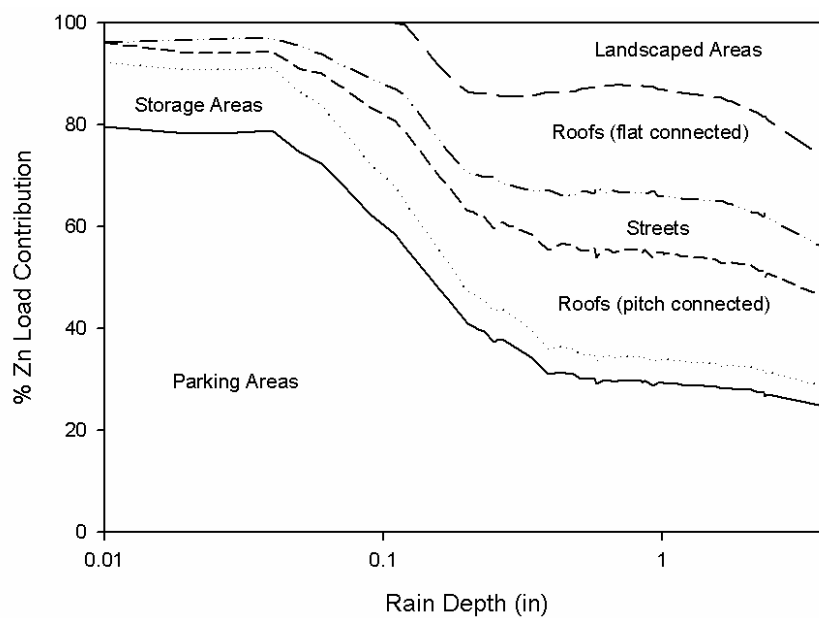 % Zn Load Contribution
100
80
60
40
20
0
Landscaped Areas
Storage Areas
Roofs (flat connected)
Streets
Roofs (pitch connected)
Parking Areas
0.01
0.1
1
Rain Depth (in)